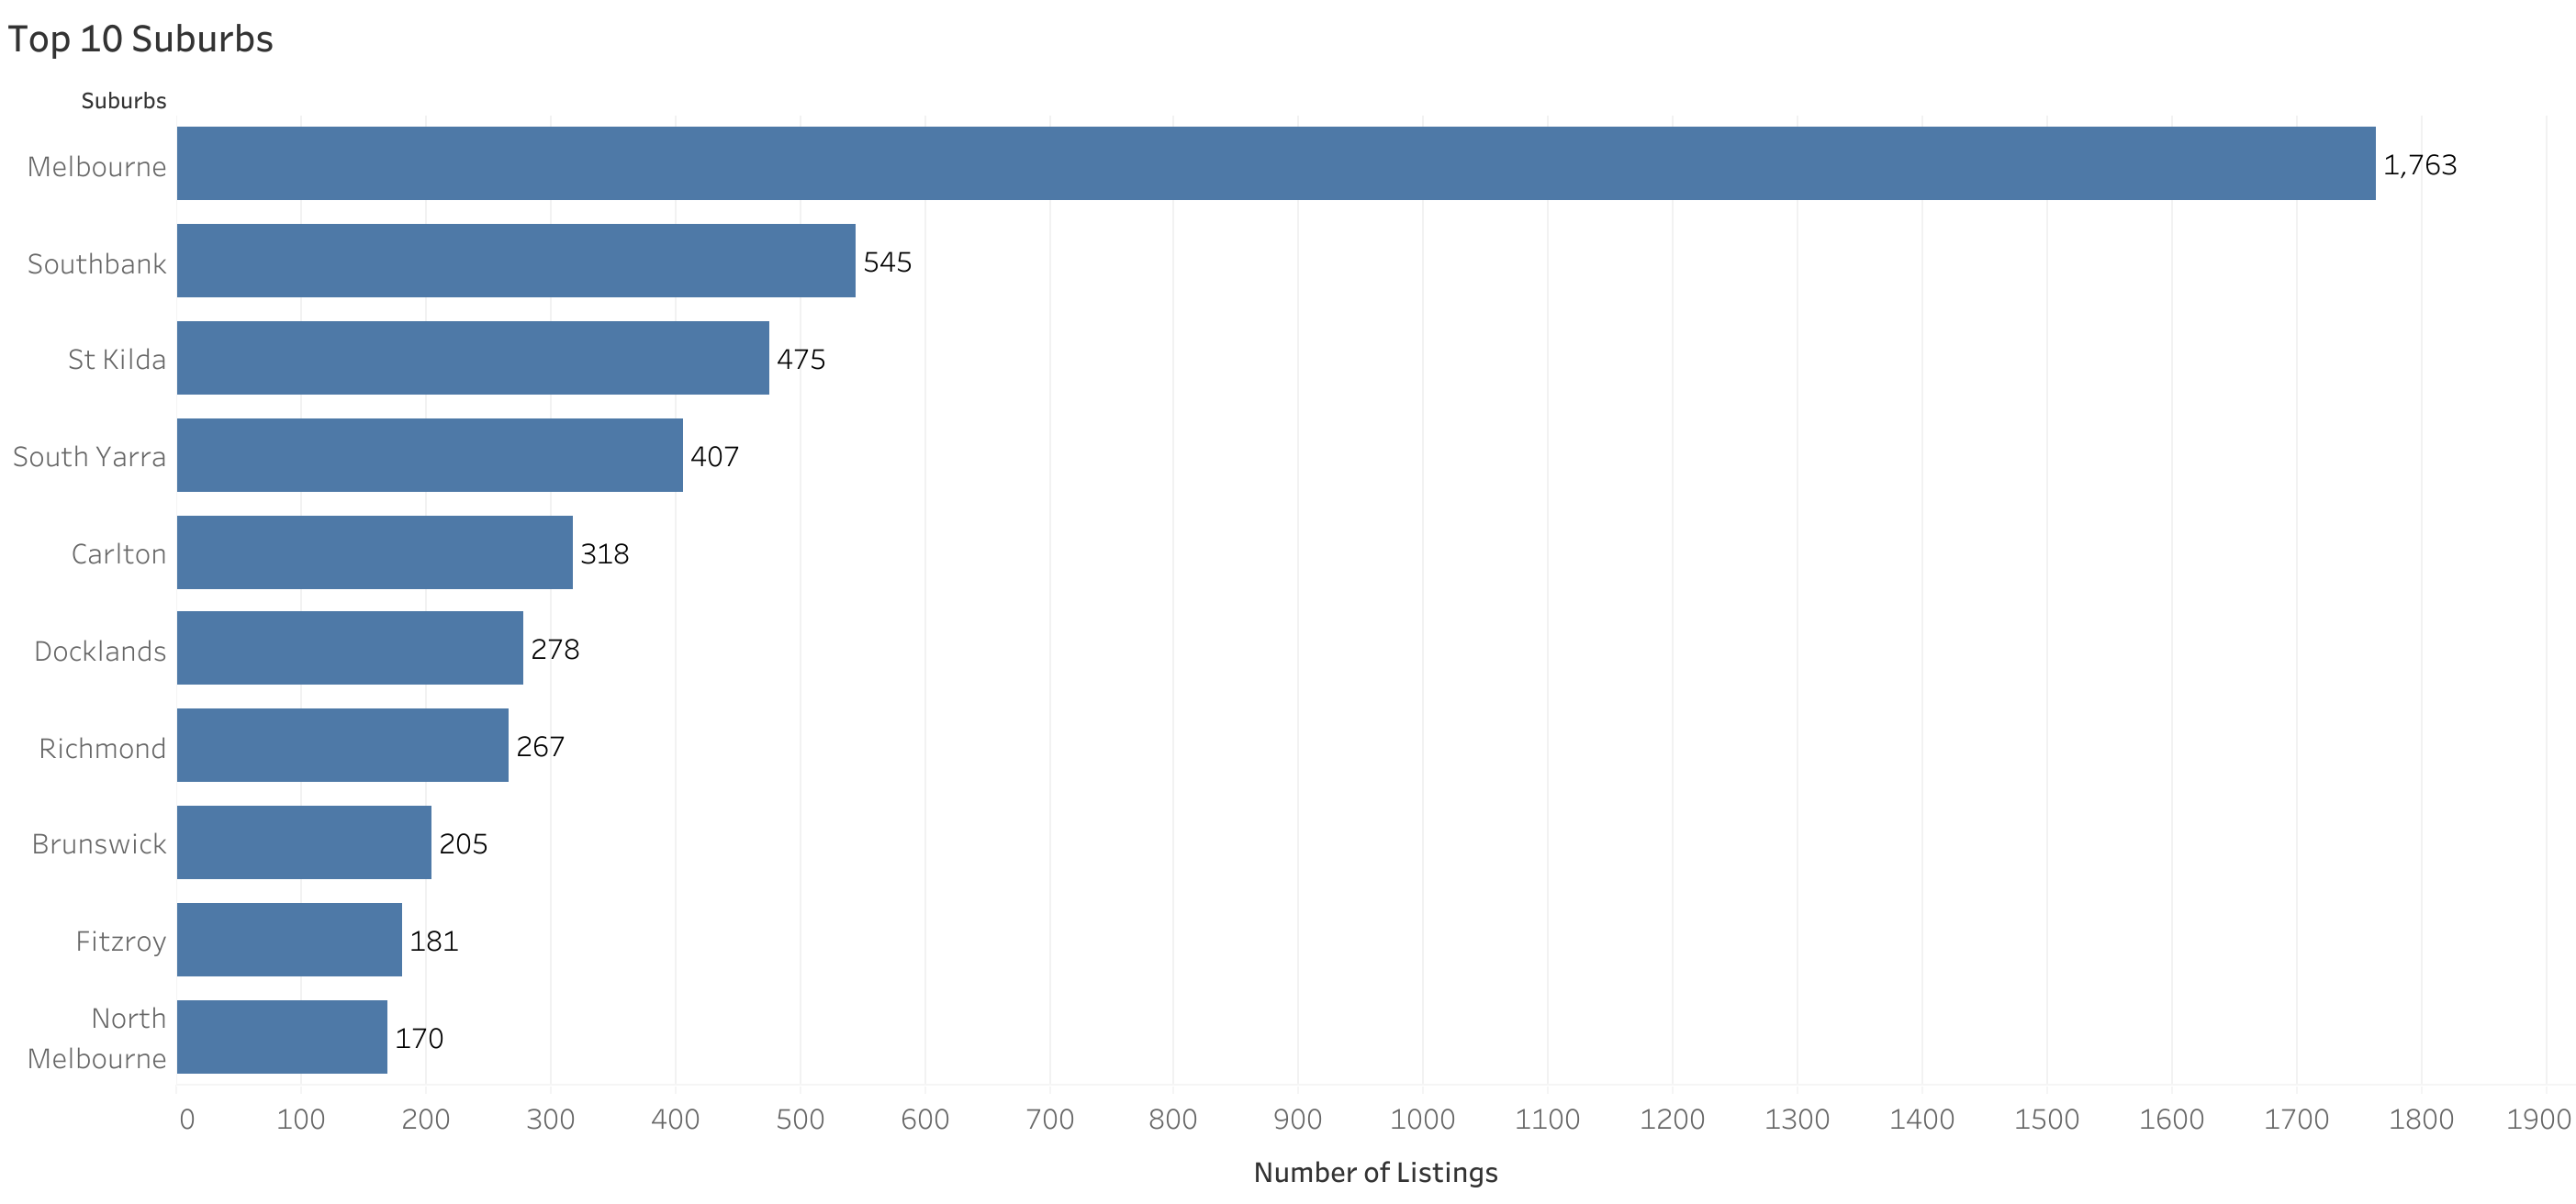 Top 10 Suburbs
Suburbs
Melbourne 1,763
Southbank 545
St Kilda 475
South Yarra 407
Carlton 318
Docklands 278
Richmond 267
Brunswick 205
Fitzroy 181
North
Melbourne 170
0 100 200 300 400 500 600 700 800 900 1000 1100 1200 1300 1400 1500 1600 1700 1800 1900
Number of Listings